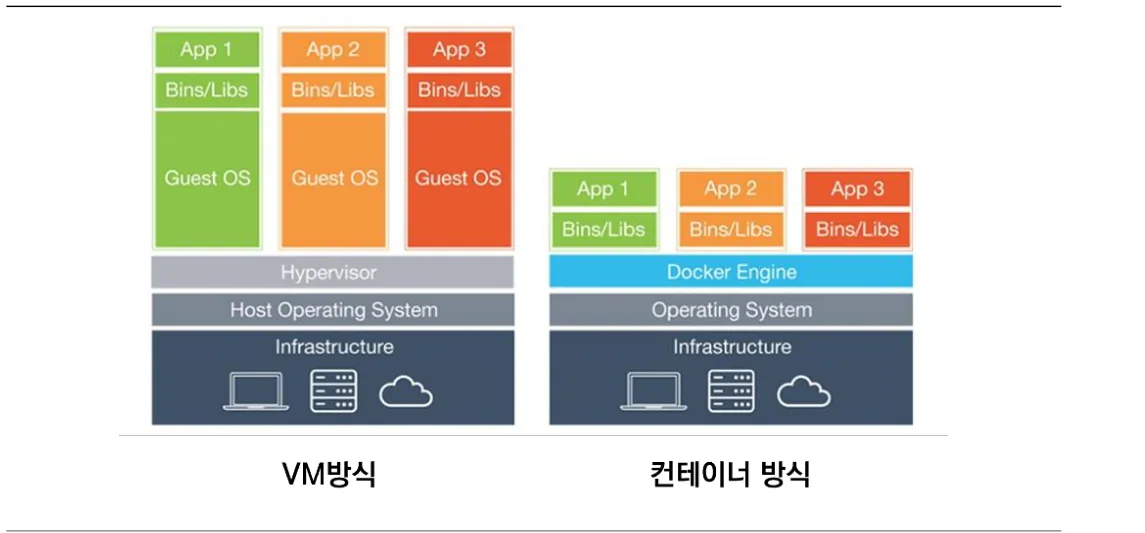 App 1
App 2
App 3
Bins/Libs
Bins/Libs
Bins/Libs
Guest OS
Guest OS
Guest OS
Hypervisor
Host Operating System
Infrastructure
VM방식
App 1
App 2
App 3
Bins/Libs
Bins/Libs
Bins/Libs
Docker Engine
Operating System
Infrastructure
컨테이너 방식